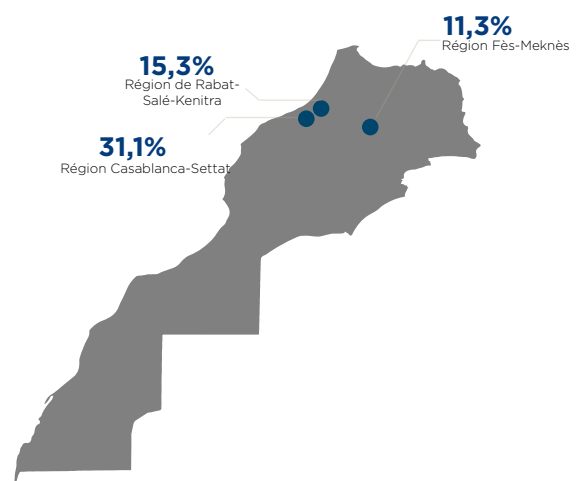 11,3%
Région Fès-Meknès
15,3%
Région de Rabat-
Salé-Kenitra
31,1%
Région Casablanca-Settat